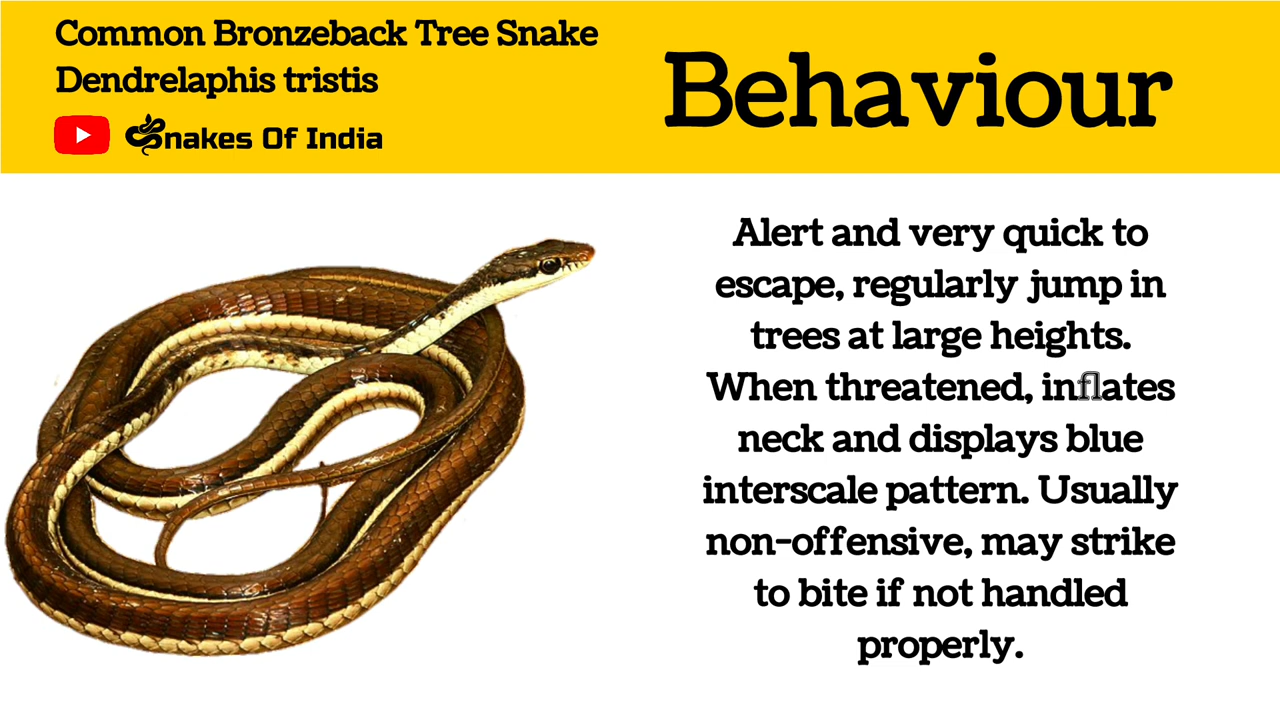 Common Bronzeback Tree Snake
Dendrelaphis tristis
Snakes Of India
Behaviour
Alert and very quick to
escape, regularly jump in
trees at large heights.
When threatened, inflates
neck and displays blue
interscale pattern. Usually
non-offensive, may strike
to bite if not handled
properly.